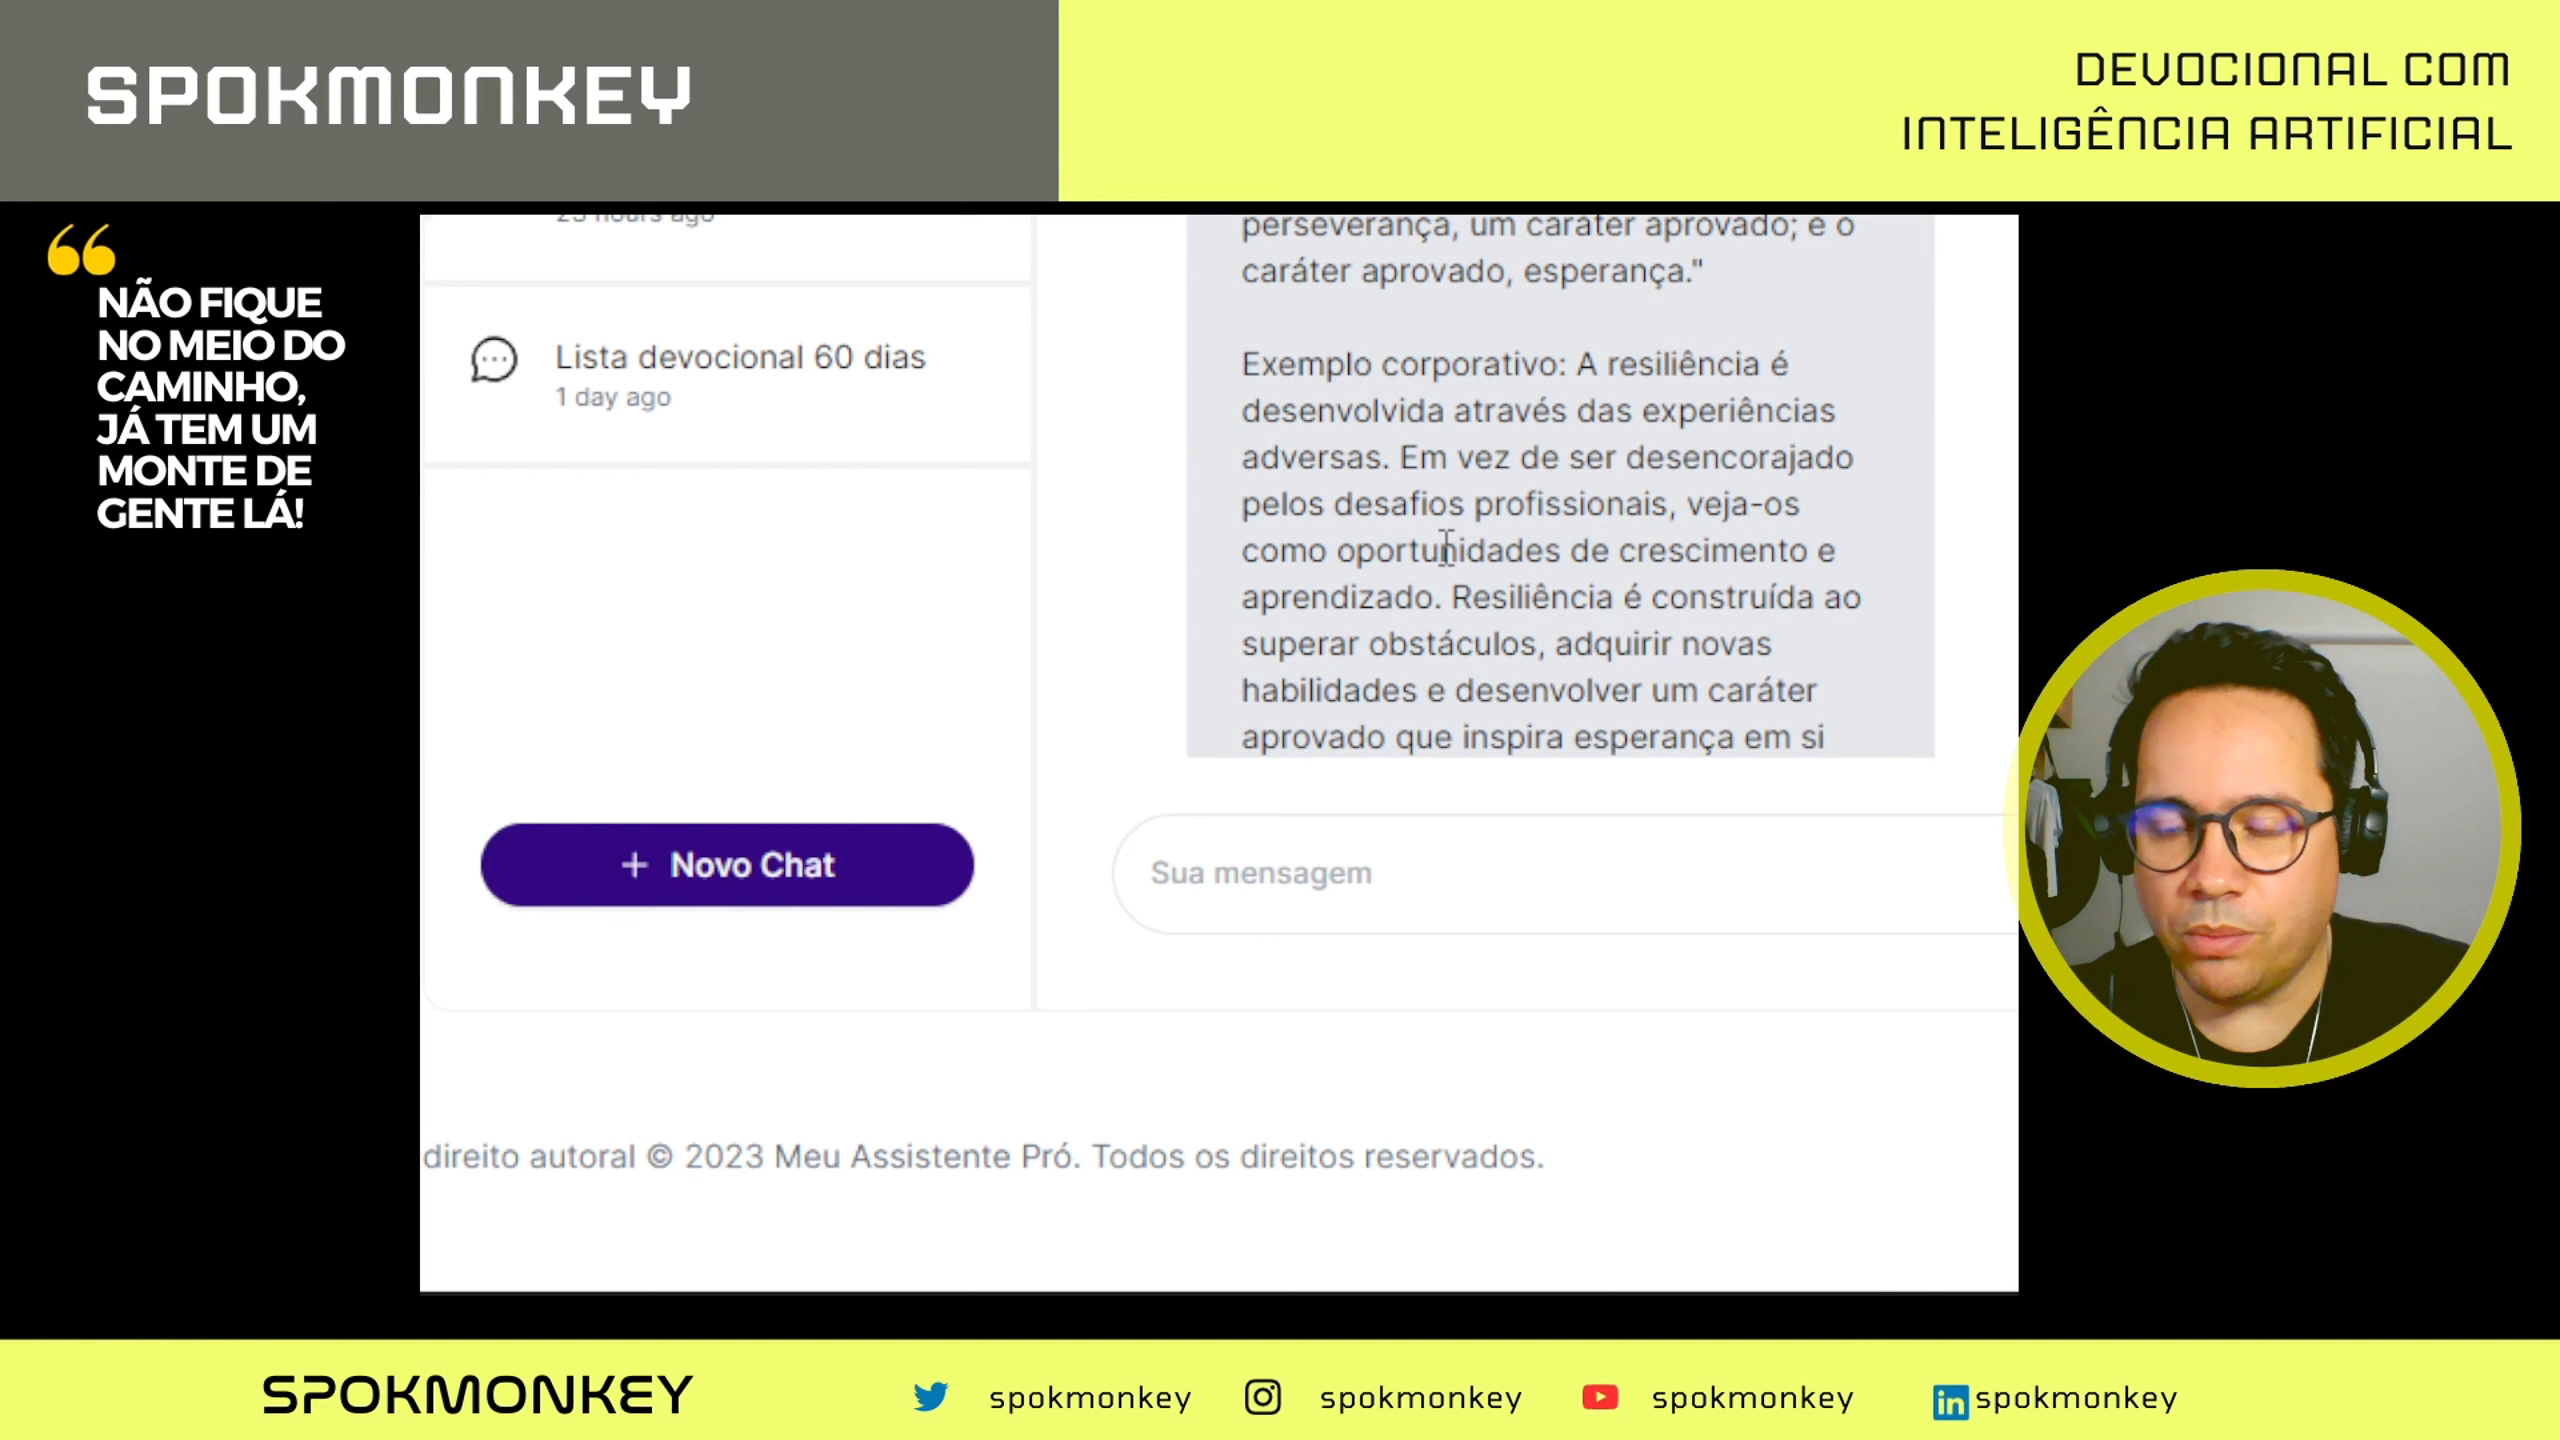 SPOKMONKEY
DEVOCIONAL COM
INTELIGÊNCIA ARTIFICIAL
“
NÃO FIQUE
NO MEIO DO
CAMINHO,
JÁ TEM UM
MONTE DE
GENTE LÁ!
23 hours ago
Lista devocional 60 dias
1 day ago
+ Novo Chat
perseverança, um caráter aprovado; e o
caráter aprovado, esperança."
Exemplo corporativo: A resiliência é
desenvolvida através das experiências
adversas. Em vez de ser desencorajado
pelos desafios profissionais, veja-os
como oportunidades de crescimento e
aprendizado. Resiliência é construída ao
superar obstáculos, adquirir novas
habilidades e desenvolver um caráter
aprovado que inspira esperança em si
Sua mensagem
direito autoral © 2023 Meu Assistente Pró. Todos os direitos reservados.
SPOKMONKEY
spokmonkey
spokmonkey
spokmonkey
in spokmonkey